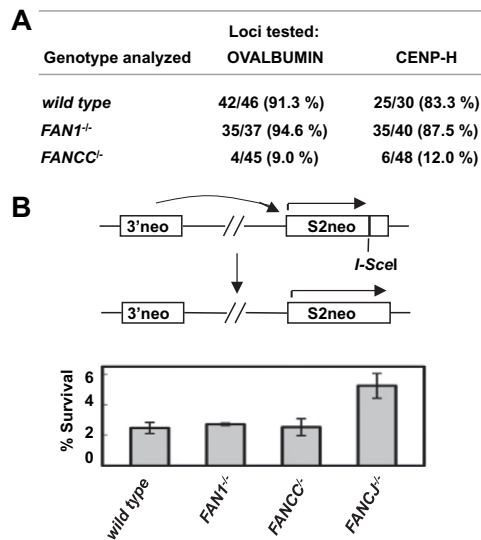 A
Loci tested:
Genotype analyzed OVALBUMIN CENP-H
wild type 42/46 (91.3 %) 25/30 (83.3 %)
FAN1-/- 35/37 (94.6 %) 35/40 (87.5 %)
FANCC/- 4/45 (9.0 %) 6/48 (12.0 %)
B
3'neo S2neo
I-SceI
3'neo S2neo
% Survival
6
4
2
0
wild type FAN1-/- FANCC/- FANCJ/-